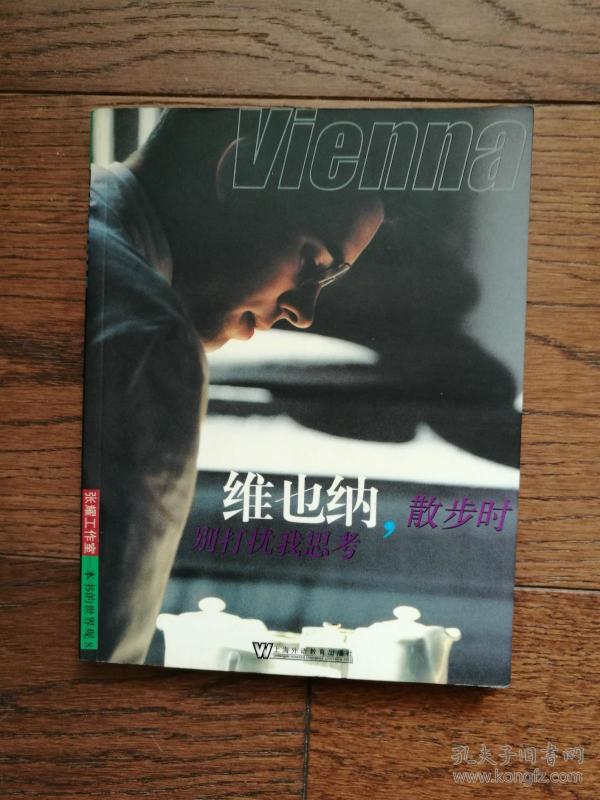 Vienna
维也纳，散步时
别打扰我思考
张耀工作室 一本书的世界观 8
W 上海外语教育出版社
孔夫子旧书网
www.kongfz.com